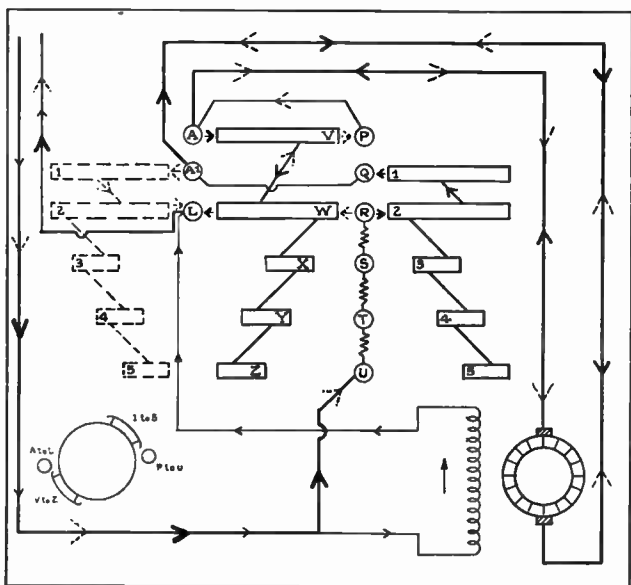 A V P
1 A1 Q 1
2 L W R 2
3 X S 3
4 Y T 4
5 Z U 5
1 to 5
A to L P to U
V to Z